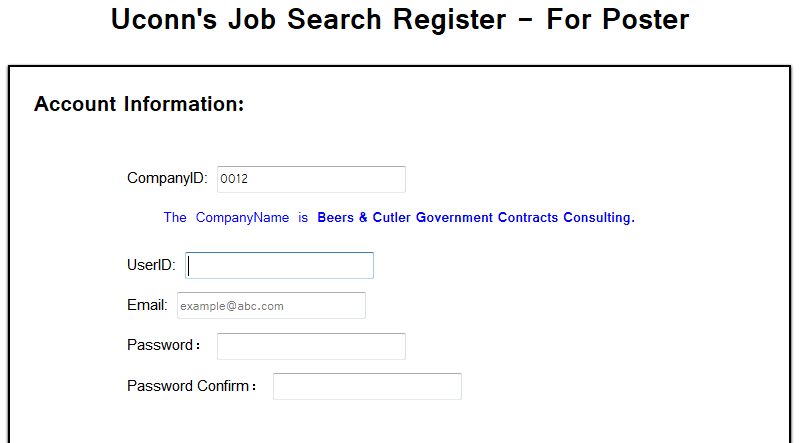 Uconn's Job Search Register - For Poster
Account Information:
CompanyID: 0012
The CompanyName is Beers & Cutler Government Contracts Consulting.
UserID:
Email: example@abc.com
Password：
Password Confirm：